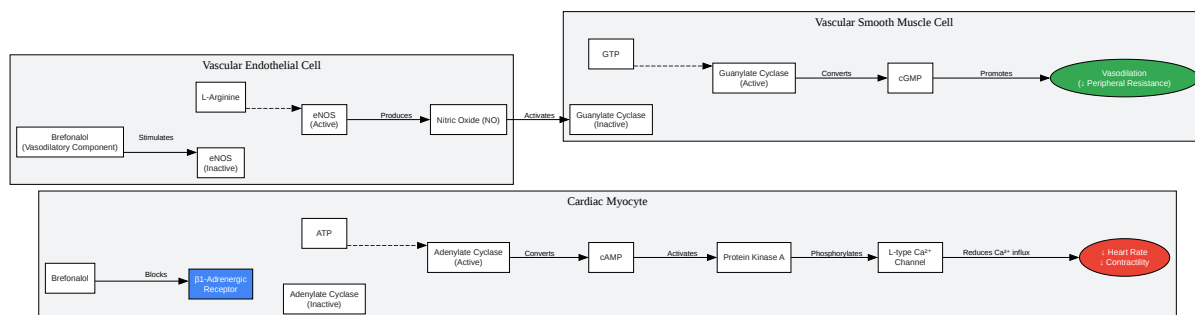 Vascular Smooth Muscle Cell
GTP
Guanylate Cyclase
(Active)
Converts
cGMP
Promotes
Vasodilation
(↓ Peripheral Resistance)
Guanylate Cyclase
(Inactive)
Vascular Endothelial Cell
L-Arginine
eNOS
(Active)
Produces
Nitric Oxide (NO)
Activates
Brefonalol
(Vasodilatory Component)
Stimulates
eNOS
(Inactive)
Cardiac Myocyte
ATP
Adenylate Cyclase
(Active)
Converts
cAMP
Activates
Protein Kinase A
Phosphorylates
L-type Ca²⁺
Channel
Reduces Ca²⁺ influx
↓ Heart Rate
↓ Contractility
Brefonalol
Blocks
β1-Adrenergic
Receptor
Adenylate Cyclase
(Inactive)